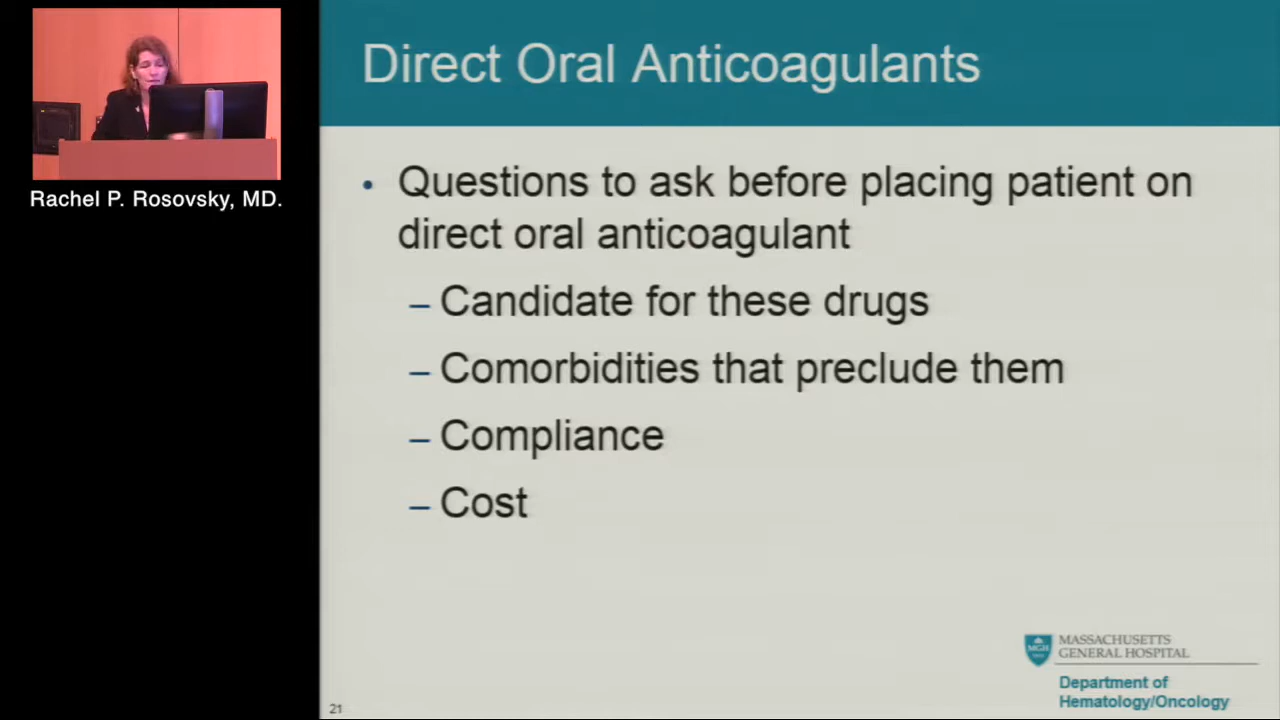 Direct Oral Anticoagulants
Rachel P. Rosovsky, MD.
• Questions to ask before placing patient on
direct oral anticoagulant
– Candidate for these drugs
– Comorbidities that preclude them
– Compliance
– Cost
MGH
MASSACHUSETTS
GENERAL HOSPITAL
Department of
Hematology/Oncology
21